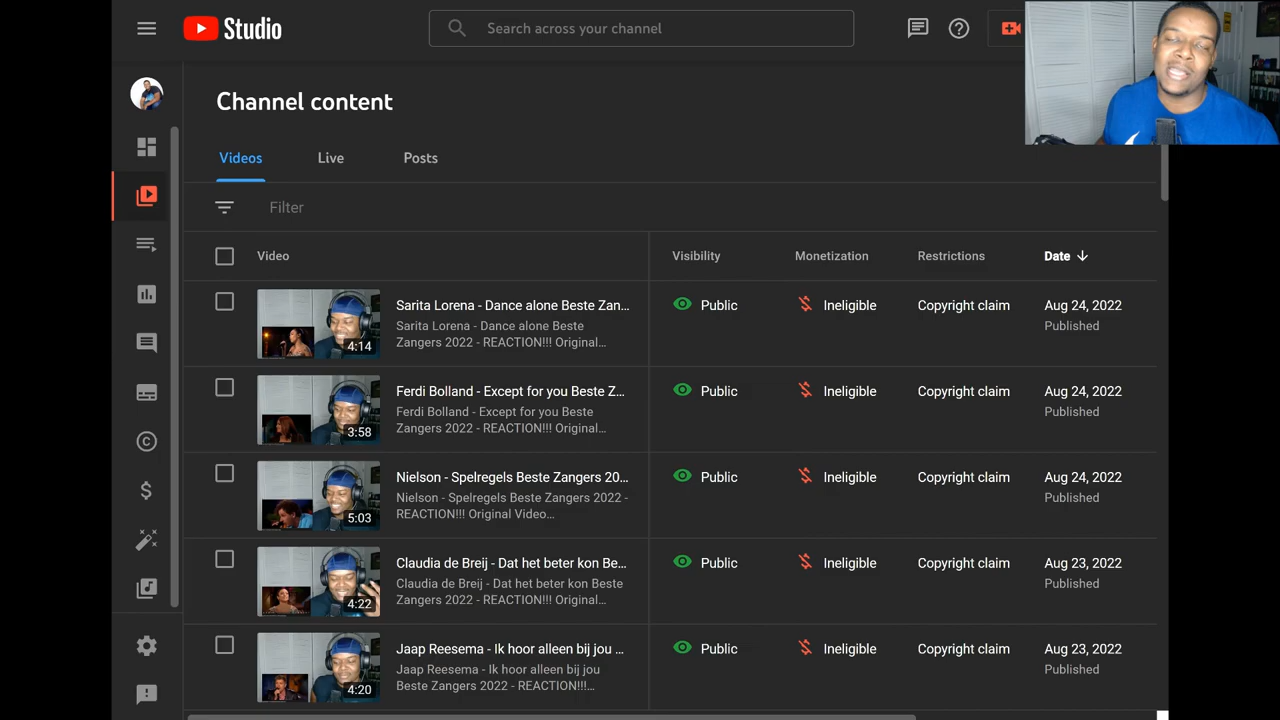 Studio
Search across your channel
Channel content
Videos Live Posts
Filter
Video Visibility Monetization Restrictions Date
Sarita Lorena - Dance alone Beste Zan... Public Ineligible Copyright claim Aug 24, 2022
Sarita Lorena - Dance alone Beste Published
Zangers 2022 - REACTION!!! Original...
4:14
Ferdi Bolland - Except for you Beste Z... Public Ineligible Copyright claim Aug 24, 2022
Ferdi Bolland - Except for you Beste Published
Zangers 2022 - REACTION!!! Original...
3:58
Nielson - Spelregels Beste Zangers 20... Public Ineligible Copyright claim Aug 24, 2022
Nielson - Spelregels Beste Zangers 2022 - Published
REACTION!!! Original Video...
5:03
Claudia de Breij - Dat het beter kon Be... Public Ineligible Copyright claim Aug 23, 2022
Claudia de Breij - Dat het beter kon Beste Published
Zangers 2022 - REACTION!!! Original...
4:22
Jaap Reesema - Ik hoor alleen bij jou ... Public Ineligible Copyright claim Aug 23, 2022
Jaap Reesema - Ik hoor alleen bij jou Published
Beste Zangers 2022 - REACTION!!!...
4:20